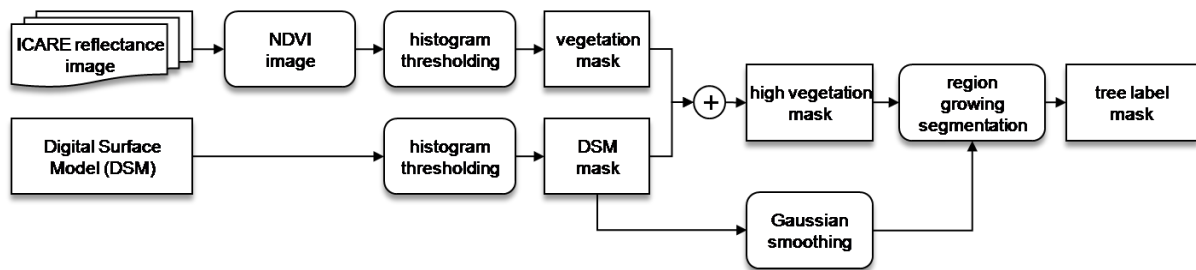 ICARE reflectance
image
NDVI
image
histogram
thresholding
vegetation
mask
+
high vegetation
mask
region
growing
segmentation
tree label
mask
Digital Surface
Model (DSM)
histogram
thresholding
DSM
mask
Gaussian
smoothing